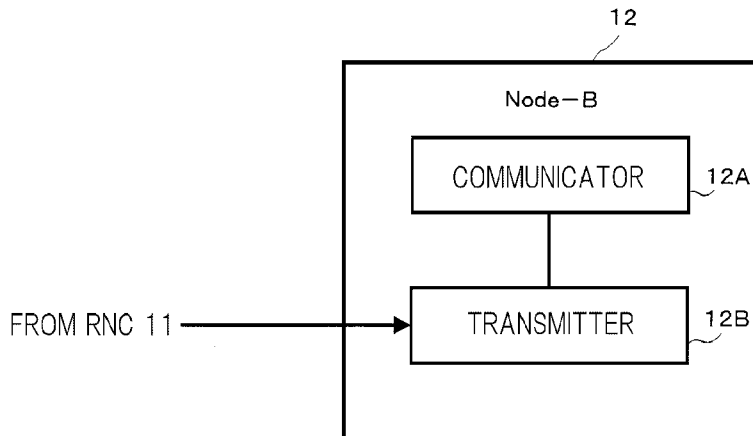 12
Node-B
COMMUNICATOR
12A
FROM RNC 11
TRANSMITTER
12B